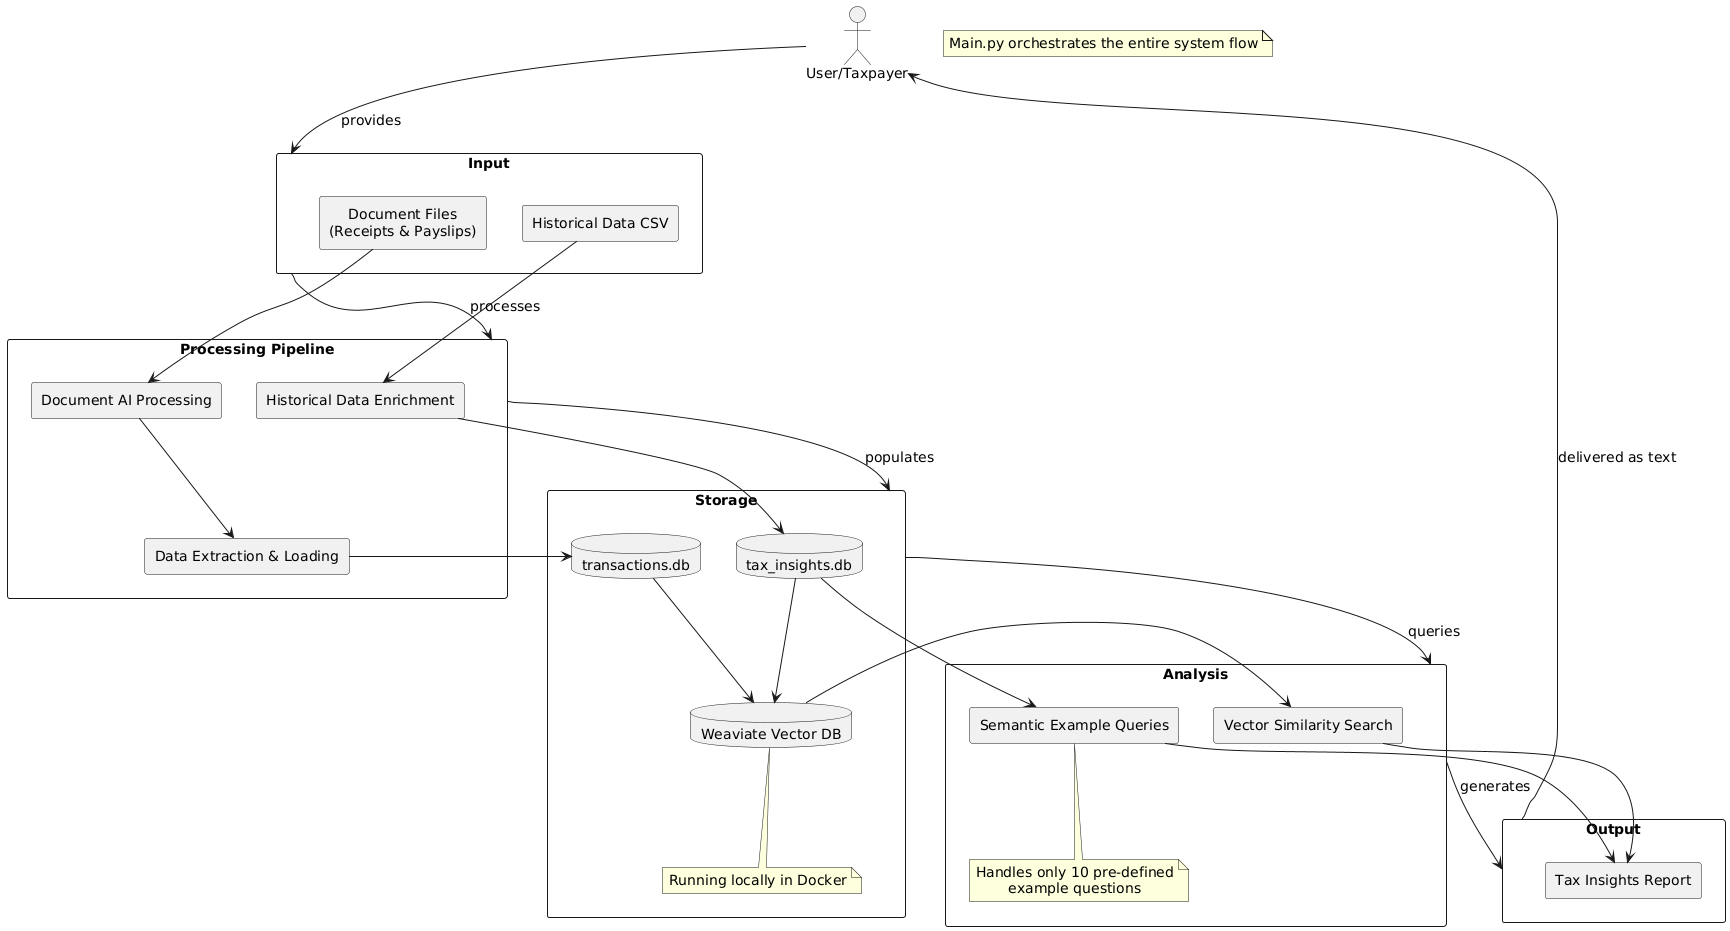 User/Taxpayer
Main.py orchestrates the entire system flow
provides
Input
Document Files
(Receipts & Payslips)
Historical Data CSV
processes
Processing Pipeline
Document AI Processing
Historical Data Enrichment
Data Extraction & Loading
populates
delivered as text
Storage
transactions.db
tax_insights.db
Weaviate Vector DB
Running locally in Docker
queries
Analysis
Semantic Example Queries
Vector Similarity Search
Handles only 10 pre-defined
example questions
generates
Output
Tax Insights Report